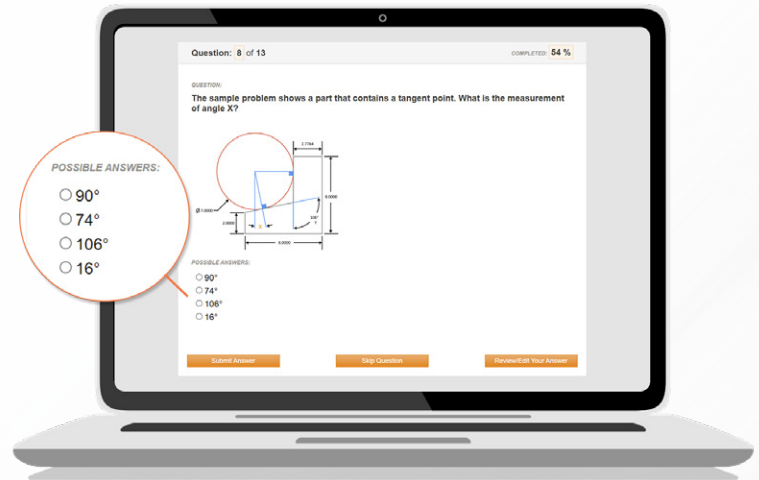 Question: 8 of 13
COMPLETED: 54 %
QUESTION:
The sample problem shows a part that contains a tangent point. What is the measurement
of angle X?
2.7764
8.0000
2.0000
X
106°
8.0000
POSSIBLE ANSWERS:
90°
74°
106°
16°
POSSIBLE ANSWERS:
90°
74°
106°
16°
Submit Answer
Skip Question
Review/Edit Your Answer